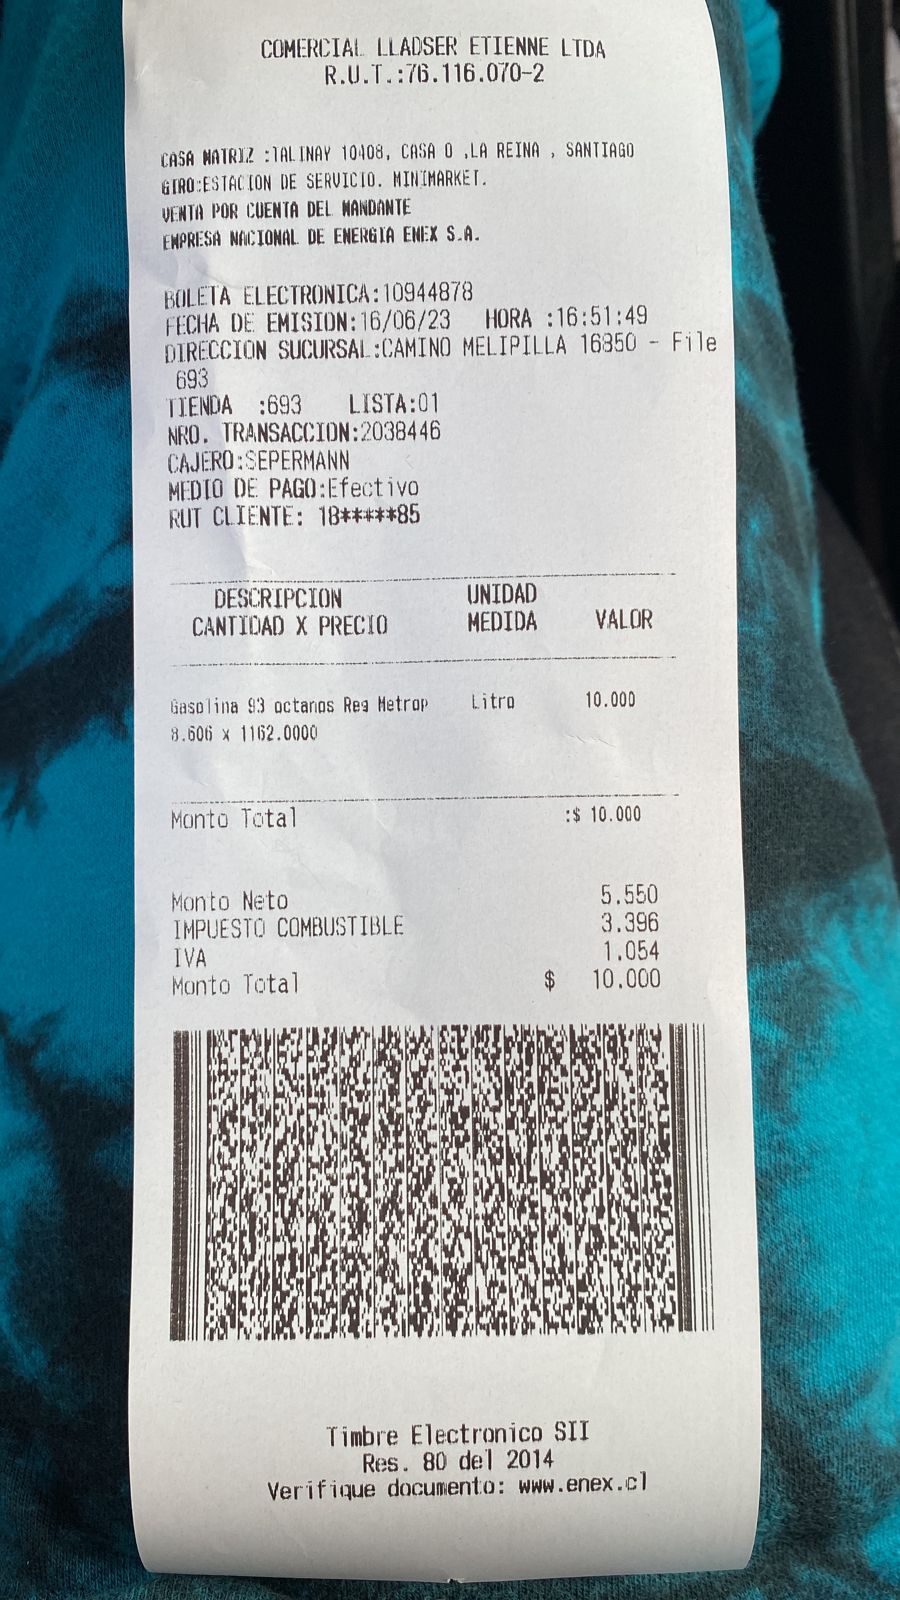 COMERCIAL LLADSER ETIENNE LTDA
R.U.T.:76.116.070-2
CASA MATRIZ :TALINAY 10408, CASA O ,LA REINA , SANTIAGO
GIRO:ESTACION DE SERVICIO. MINIMARKET.
VENTA POR CUENTA DEL MANDANTE
EMPRESA NACIONAL DE ENERGIA ENEX S.A.
BOLETA ELECTRONICA:10944878
FECHA DE EMISION:16/06/23 HORA :16:51:49
DIRECCION SUCURSAL:CAMINO MELIPILLA 16850 - File
693
TIENDA :693 LISTA:01
NRO. TRANSACCION:2038446
CAJERO:SEPERMANN
MEDIO DE PAGO:Efectivo
RUT CLIENTE: 18*****85
DESCRIPCION UNIDAD
CANTIDAD X PRECIO MEDIDA VALOR
Gasolina 93 octanos Reg Metrop Litro 10.000
8.606 x 1162.0000
Monto Total :$ 10.000
Monto Neto 5.550
IMPUESTO COMBUSTIBLE 3.396
IVA 1.054
Monto Total $ 10.000
Timbre Electronico SII
Res. 80 del 2014
Verifique documento: www.enex.cl